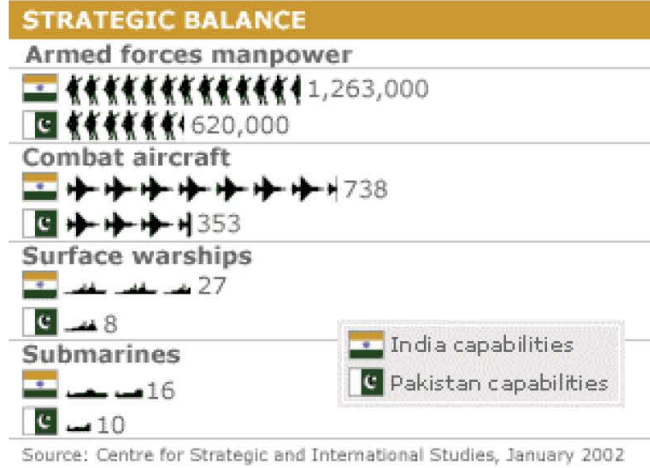 STRATEGIC BALANCE
Armed forces manpower
1,263,000
620,000
Combat aircraft
738
353
Surface warships
27
8
Submarines
16
10
India capabilities
Pakistan capabilities
Source: Centre for Strategic and International Studies, January 2002